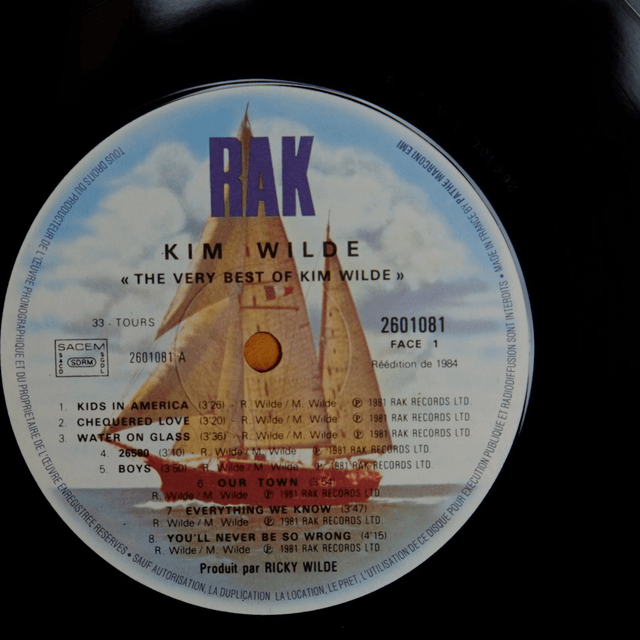 RAK
KIM WILDE
« THE VERY BEST OF KIM WILDE »
33 - TOURS
2601081
FACE 1
SACEM
SDRM
2601081 A
Réédition de 1984
1. KIDS IN AMERICA (3'26) - R. Wilde / M. Wilde ℗ 1981 RAK RECORDS LTD.
2. CHEQUERED LOVE (3'20) - R. Wilde / M. Wilde ℗ 1981 RAK RECORDS LTD.
3. WATER ON GLASS (3'36) - R. Wilde / M. Wilde ℗ 1981 RAK RECORDS LTD.
4. 26580 (3'10) R. Wilde / M. Wilde ℗ 1981 RAK RECORDS LTD.
5. BOYS (3'50) R. Wilde / M. Wilde ℗ 1981 RAK RECORDS LTD.
6. OUR TOWN (3'54)
R. Wilde / M. Wilde ℗ 1981 RAK RECORDS LTD.
7. EVERYTHING WE KNOW (3'47)
R. Wilde / M. Wilde ℗ 1981 RAK RECORDS LTD
8. YOU'LL NEVER BE SO WRONG (4'15)
R. Wilde / M. Wilde ℗ 1981 RAK RECORDS LTD.
Produit par RICKY WILDE
TOUS DROITS DU PRODUCTEUR DE L'ŒUVRE PHONOGRAPHIQUE ET DU PROPRIETAIRE DE L'ŒUVRE ENREGISTREE RESERVES • SAUF AUTORISATION, LA DUPLICATION LA LOCATION, LE PRET, L'UTILISATION DE CE DISQUE POUR EXECUTION PUBLIQUE ET RADIODIFFUSION SONT INTERDITS • MADE IN FRANCE BY PATHE MARCONI EMI